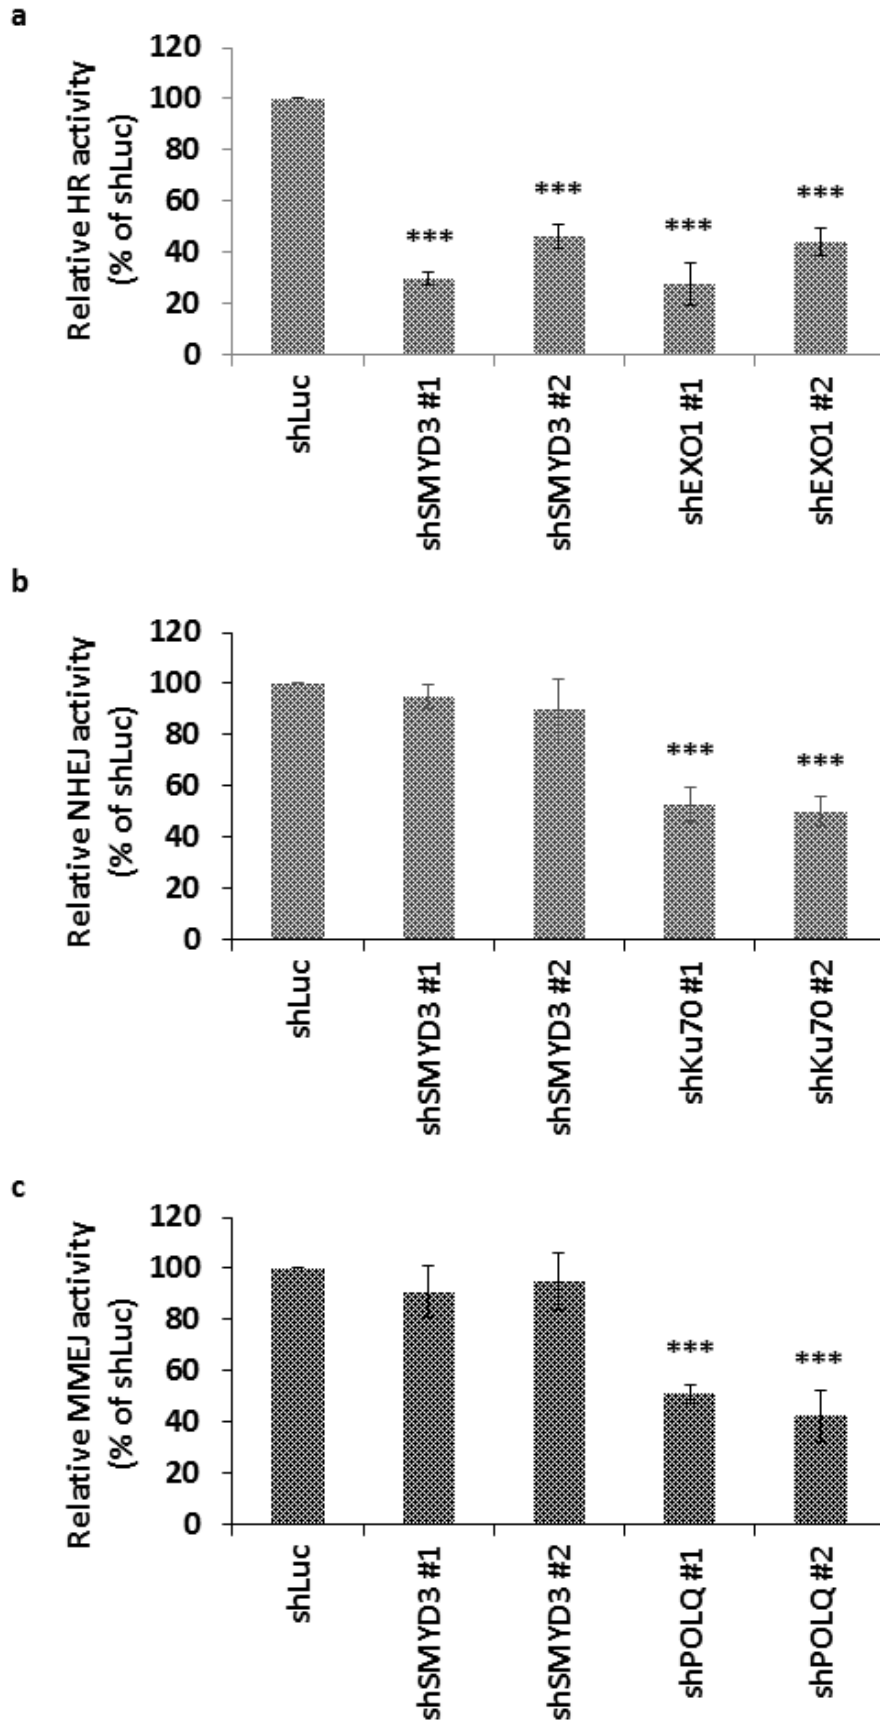 a
Relative HR activity
(% of shLuc)
120
100
80
60
40
20
0
***
***
***
***
shLuc
shSMYD3 #1
shSMYD3 #2
shEXO1 #1
shEXO1 #2
b
Relative NHEJ activity
(% of shLuc)
120
100
80
60
40
20
0
***
***
shLuc
shSMYD3 #1
shSMYD3 #2
shKu70 #1
shKu70 #2
c
Relative MMEJ activity
(% of shLuc)
120
100
80
60
40
20
0
***
***
shLuc
shSMYD3 #1
shSMYD3 #2
shPOLQ #1
shPOLQ #2